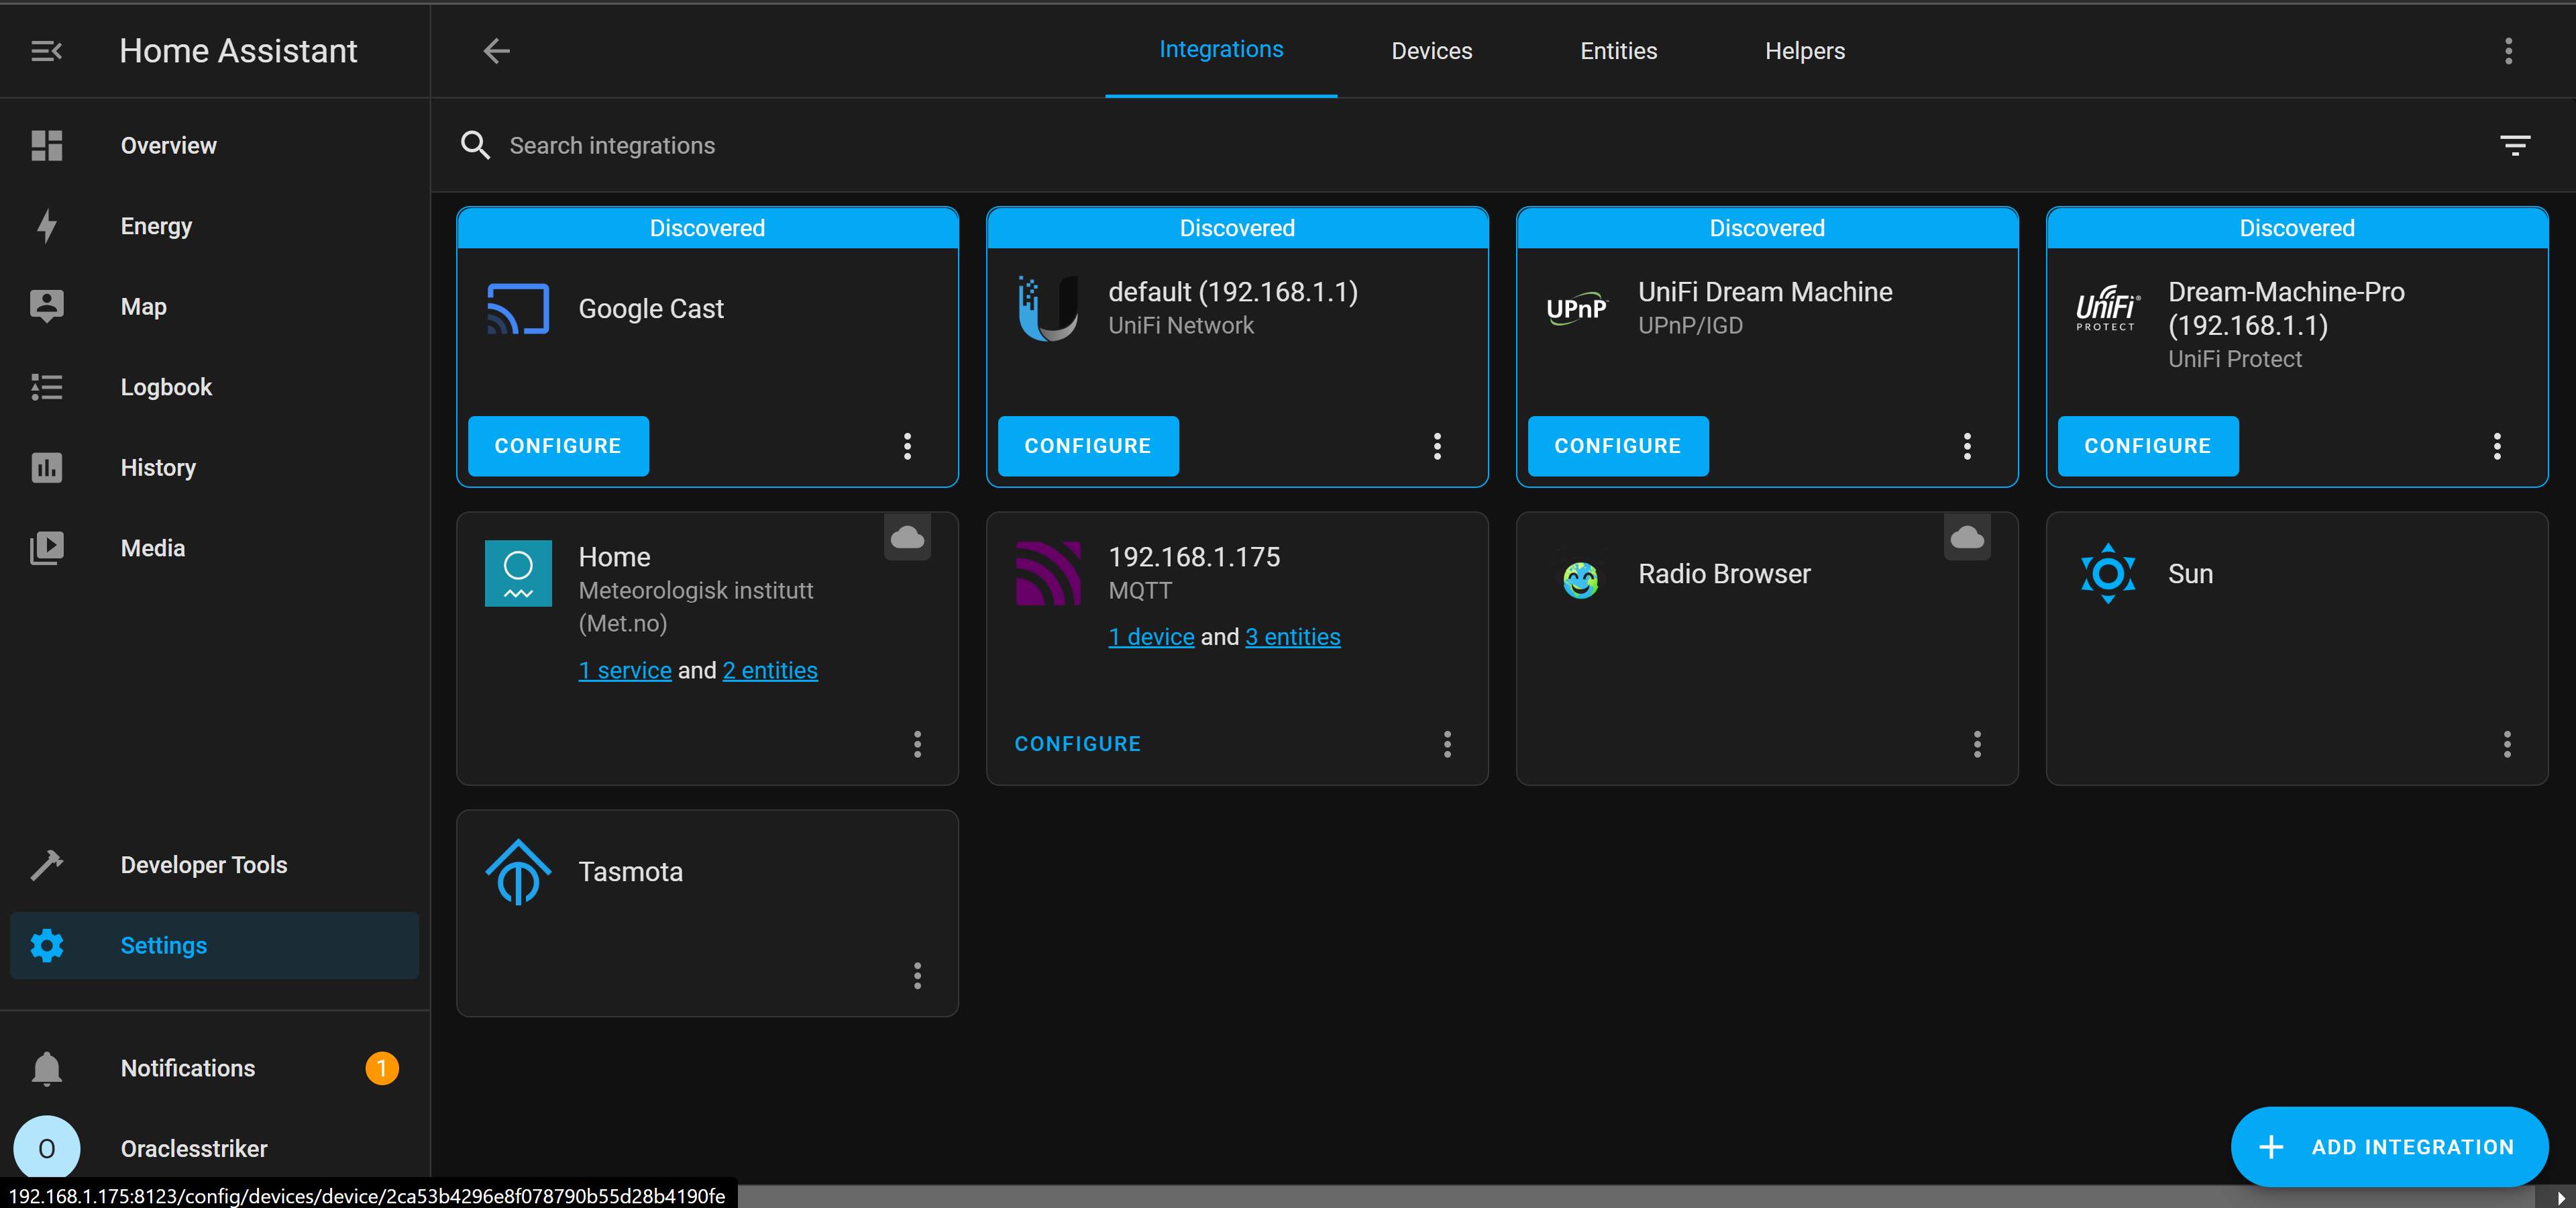 Home Assistant
Integrations
Devices
Entities
Helpers
Overview
Energy
Map
Logbook
History
Media
Developer Tools
Settings
Notifications
1
O
Oraclesstriker
Search integrations
Discovered
Google Cast
CONFIGURE
Discovered
default (192.168.1.1)
UniFi Network
CONFIGURE
Discovered
UPnP
UniFi Dream Machine
UPnP/IGD
CONFIGURE
Discovered
UniFi
PROTECT
Dream-Machine-Pro
(192.168.1.1)
UniFi Protect
CONFIGURE
Home
Meteorologisk institutt
(Met.no)
1 service and 2 entities
192.168.1.175
MQTT
1 device and 3 entities
CONFIGURE
Radio Browser
Sun
Tasmota
ADD INTEGRATION
192.168.1.175:8123/config/devices/device/2ca53b4296e8f078790b55d28b4190fe